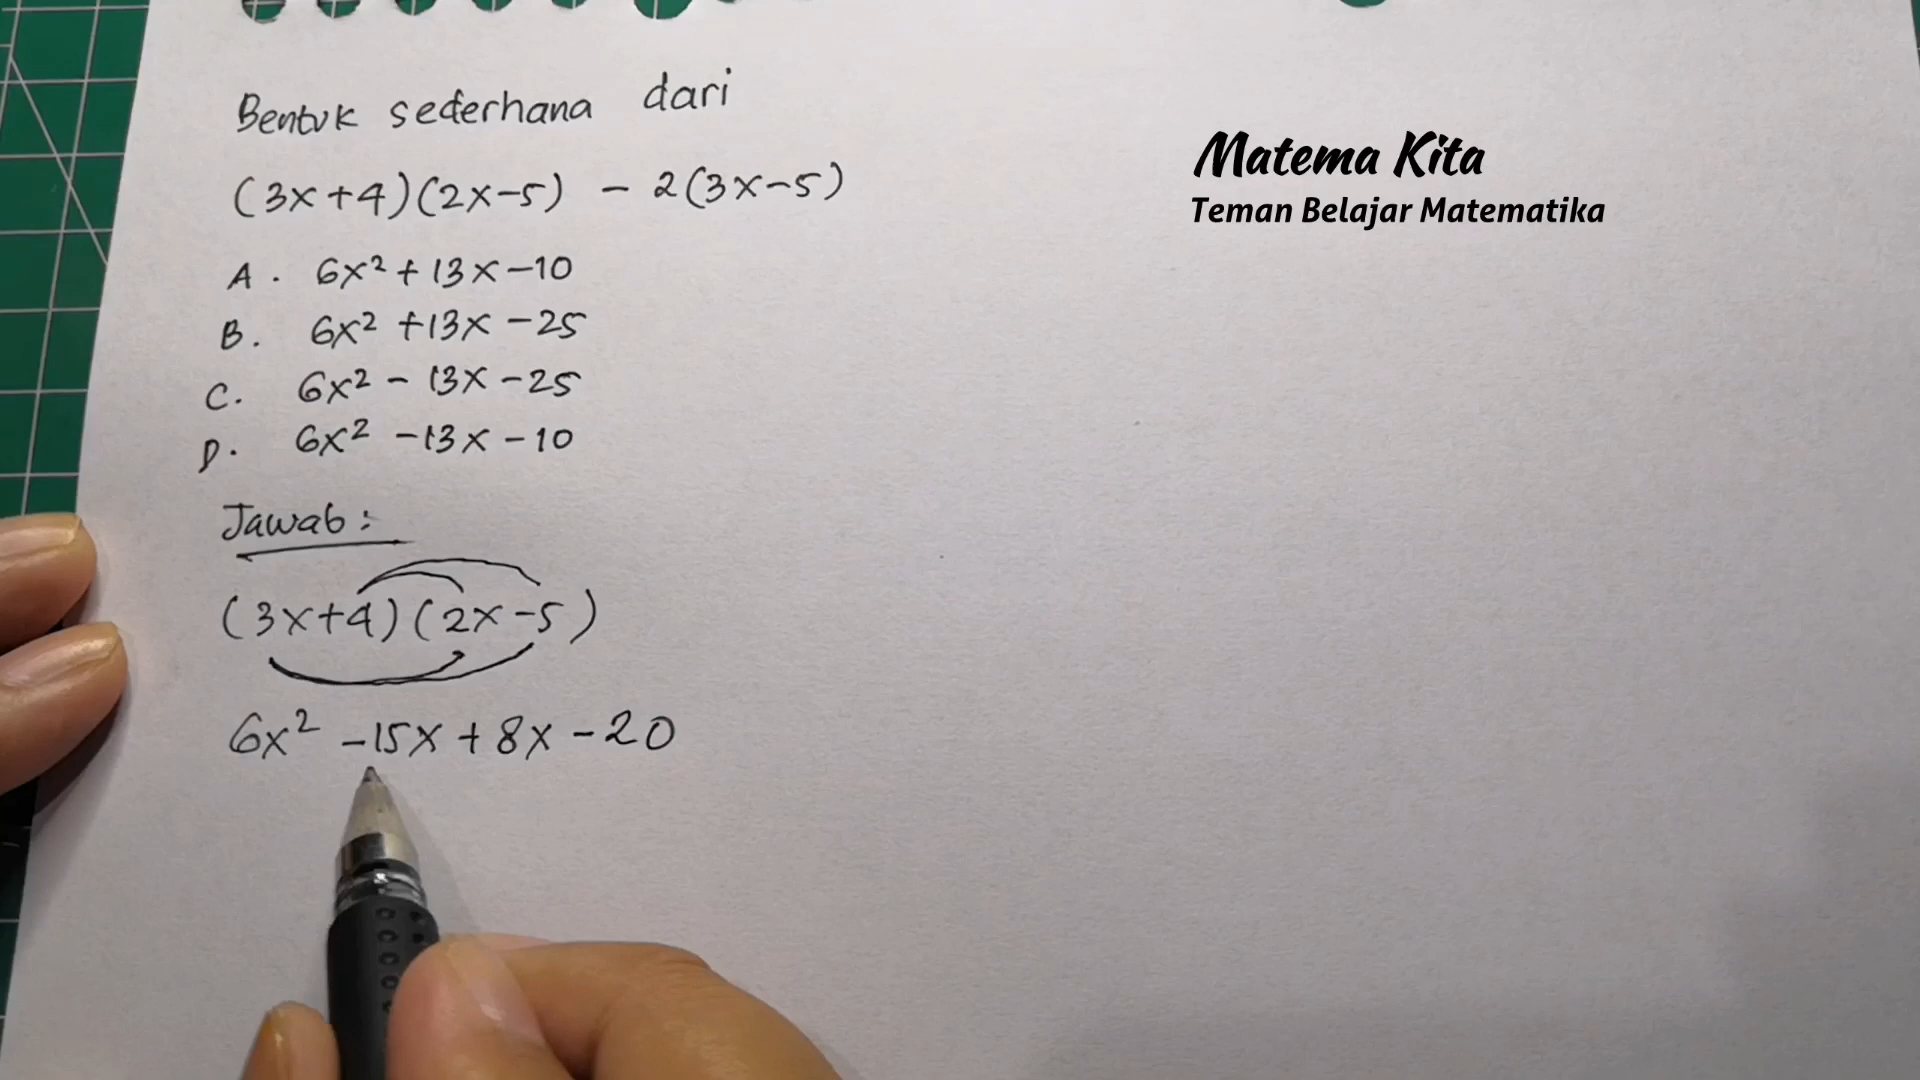 Bentuk sederhana dari
(3x+4)(2x-5) - 2(3x-5)
A. 6x² + 13x - 10
B. 6x² + 13x - 25
C. 6x² - 13x - 25
D. 6x² - 13x - 10
Jawab:
(3x+4)(2x-5)
6x² - 15x + 8x - 20
Matema Kita
Teman Belajar Matematika